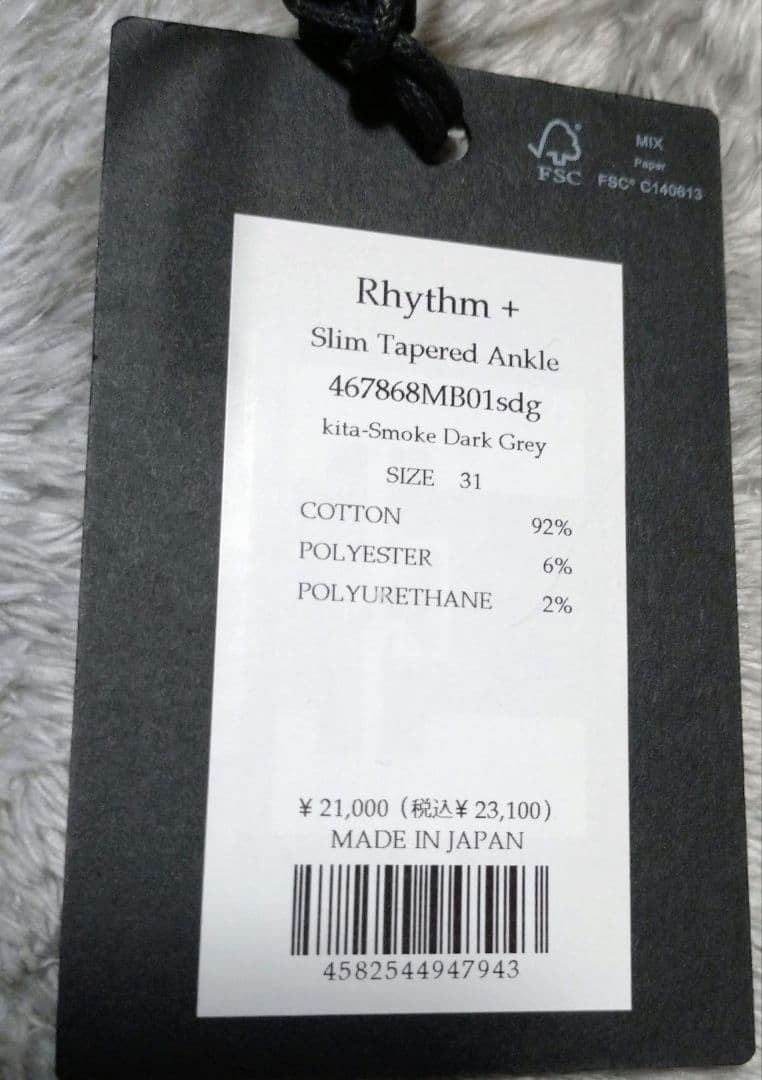 FSC
MIX
Paper
FSC® C140613
Rhythm +
Slim Tapered Ankle
467868MB01sdg
kita-Smoke Dark Grey
SIZE 31
COTTON 92%
POLYESTER 6%
POLYURETHANE 2%
¥ 21,000（税込¥ 23,100）
MADE IN JAPAN
4582544947943